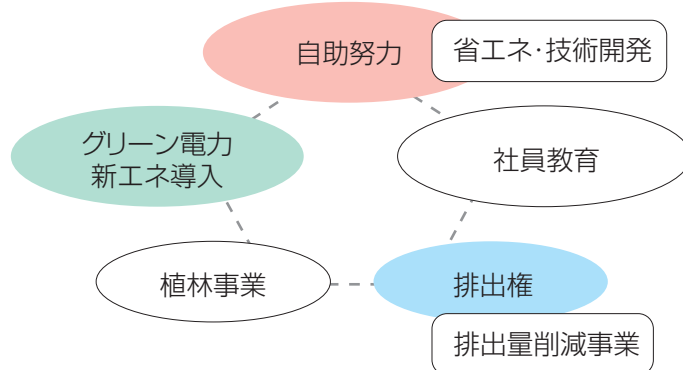 自助努力
省エネ・技術開発
グリーン電力
新エネ導入
社員教育
植林事業
排出権
排出量削減事業